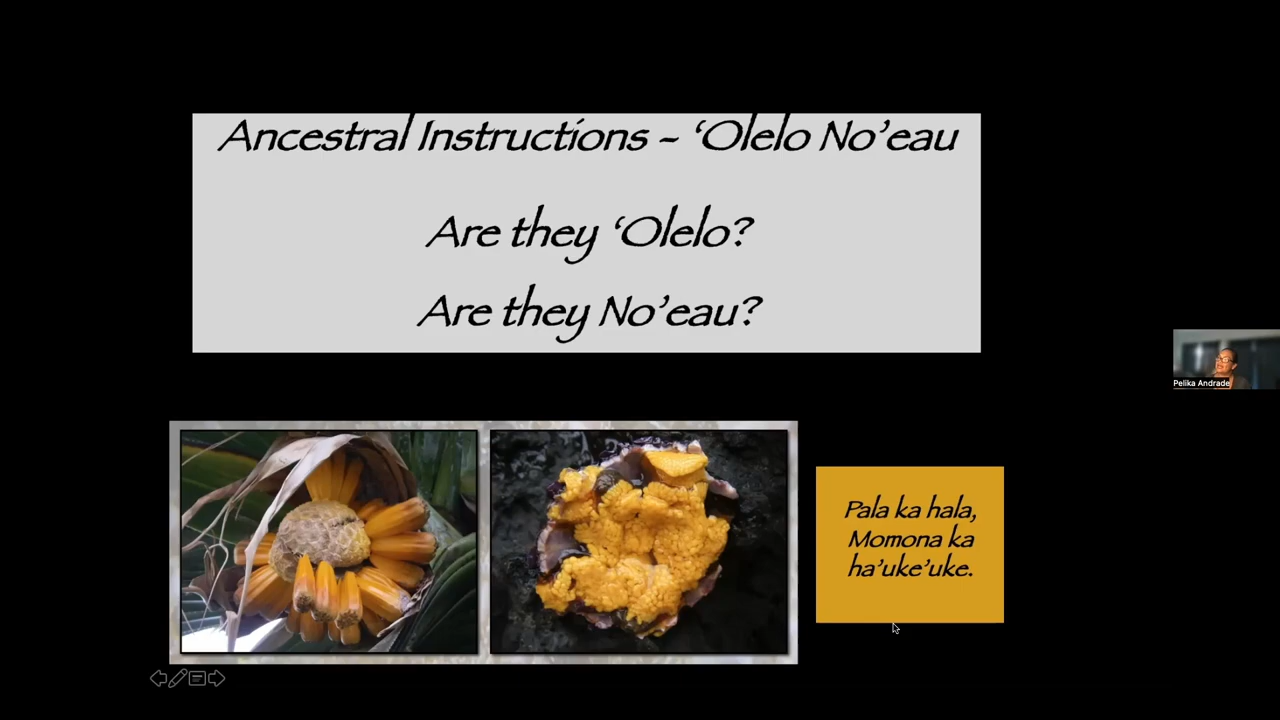 Ancestral Instructions - ‘Olelo No’eau
Are they ‘Olelo?
Are they No’eau?
Pelika Andrade
Pala ka hala,
Momona ka
ha’uke’uke.